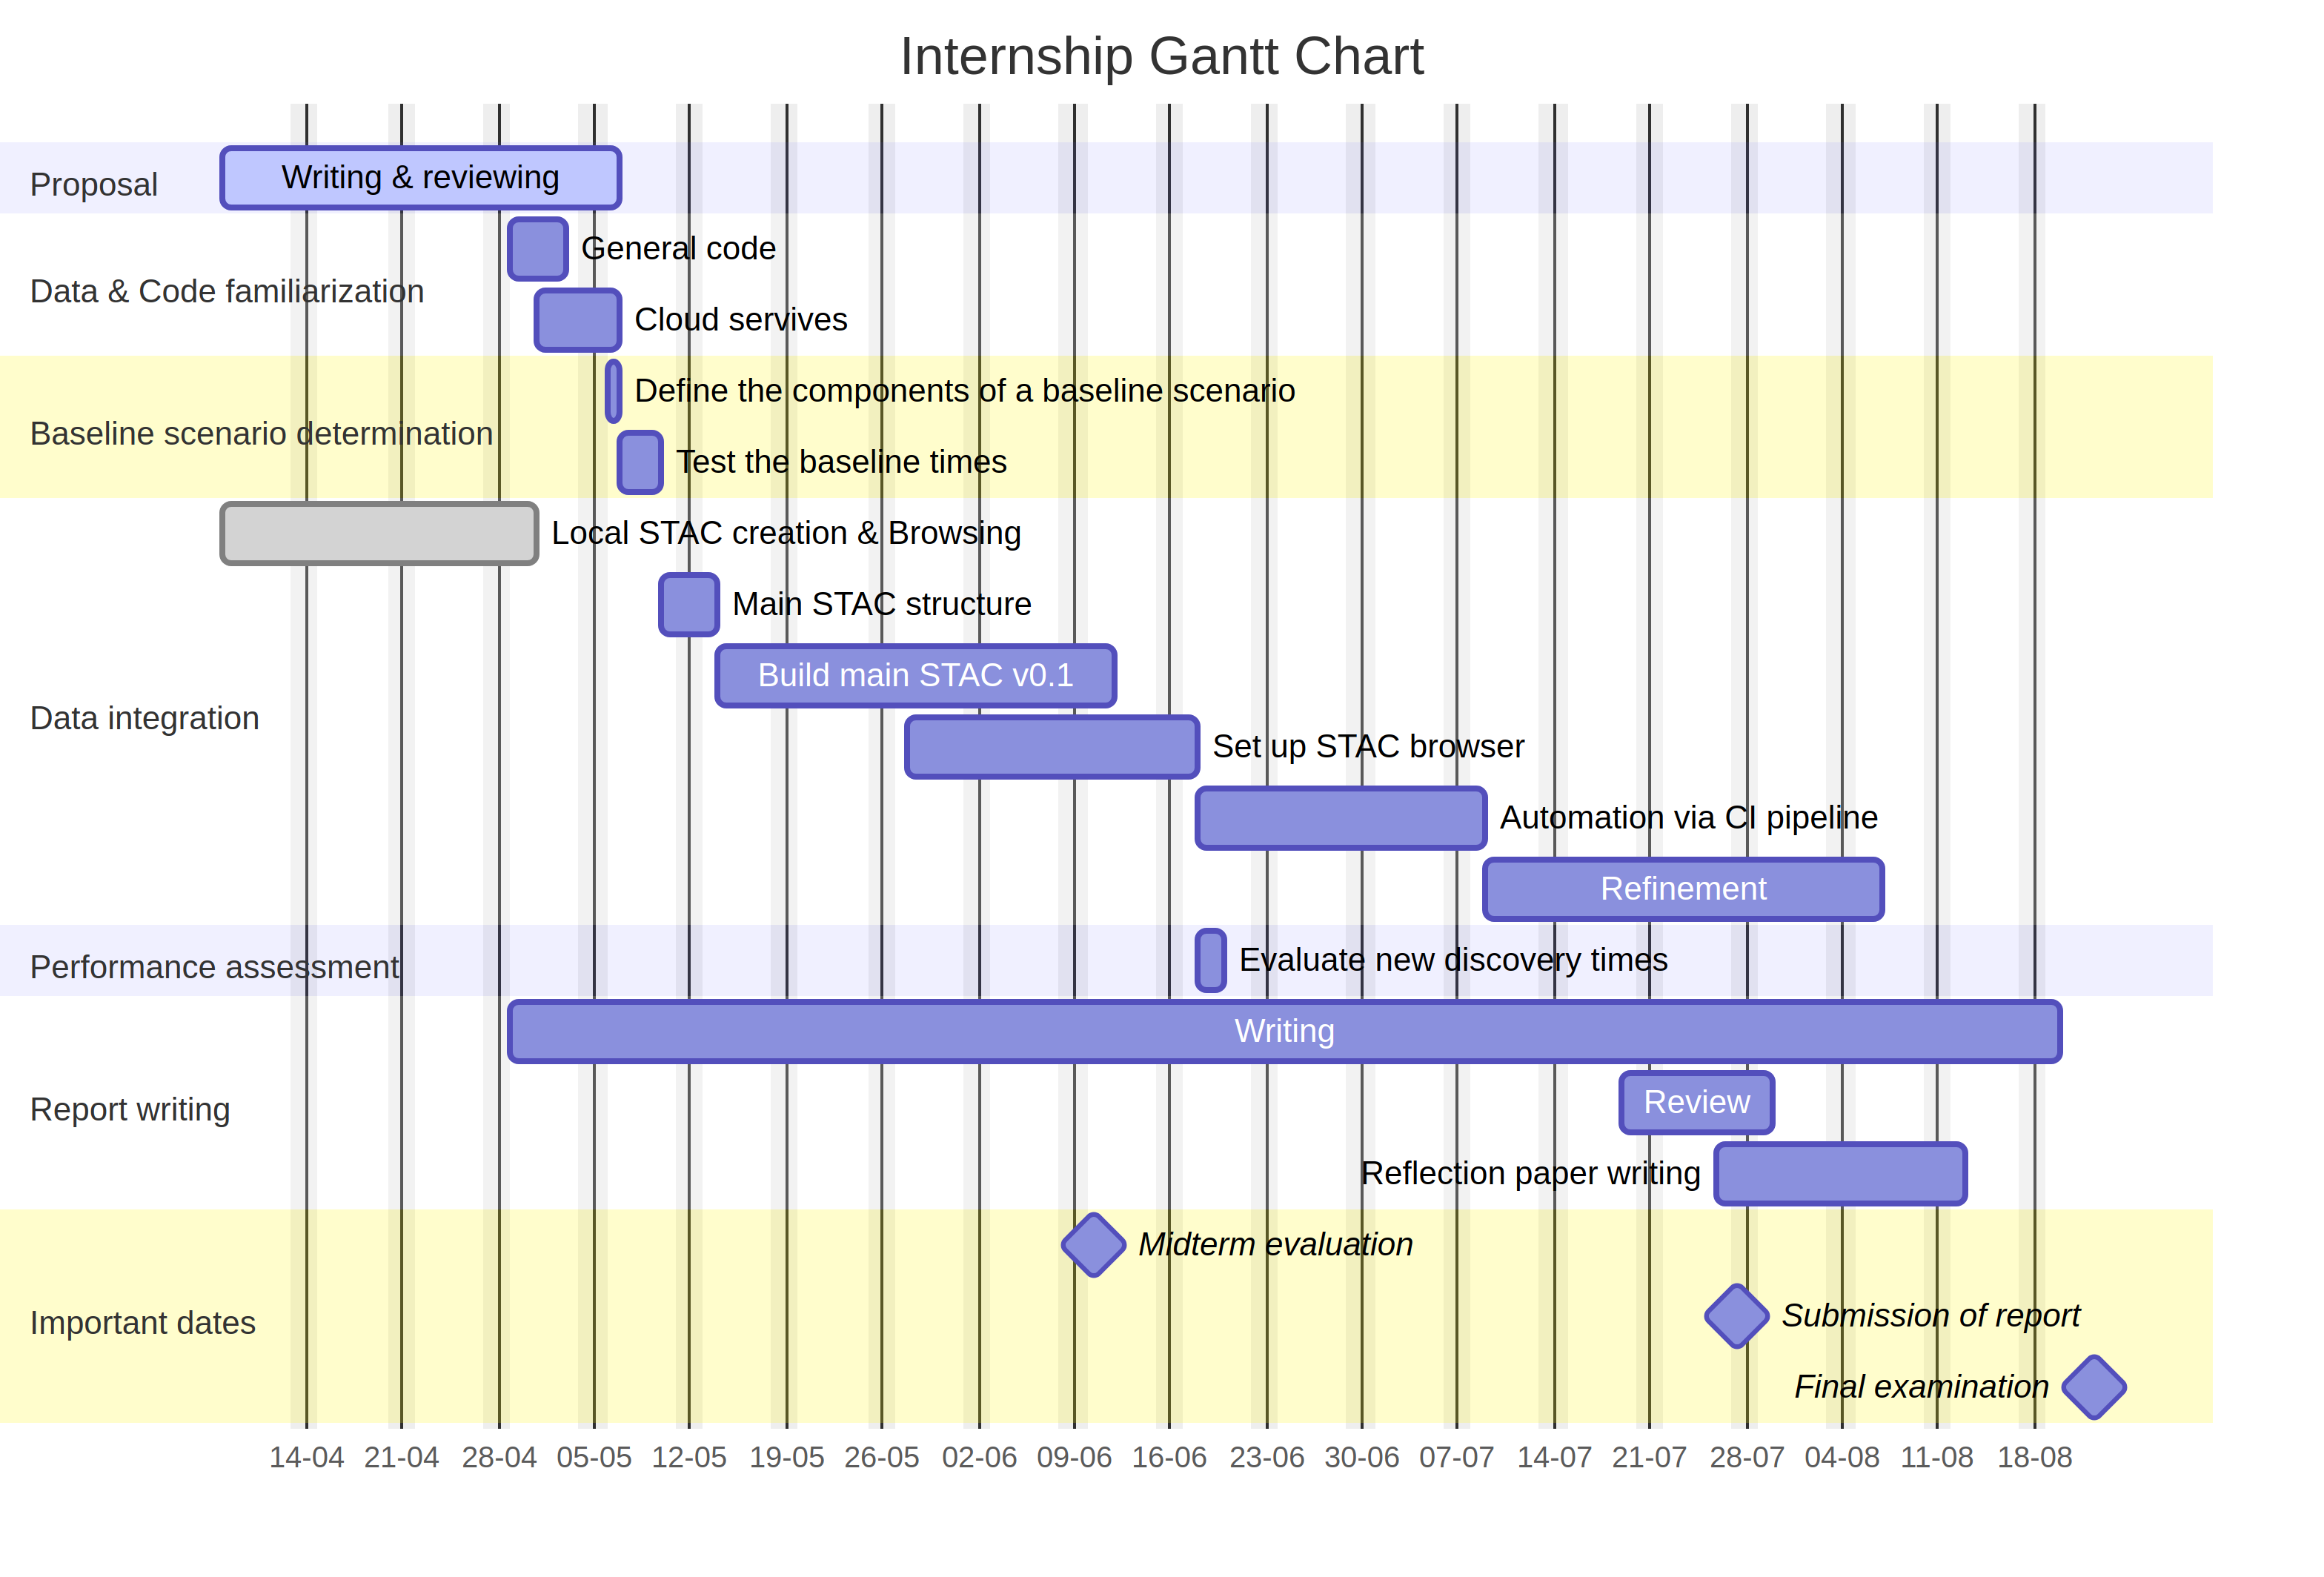 Internship Gantt Chart
Proposal
Writing & reviewing
General code
Data & Code familiarization
Cloud servives
Define the components of a baseline scenario
Baseline scenario determination
Test the baseline times
Local STAC creation & Browsing
Main STAC structure
Build main STAC v0.1
Data integration
Set up STAC browser
Automation via CI pipeline
Refinement
Performance assessment
Evaluate new discovery times
Writing
Report writing
Review
Reflection paper writing
Midterm evaluation
Important dates
Submission of report
Final examination
14-04 21-04 28-04 05-05 12-05 19-05 26-05 02-06 09-06 16-06 23-06 30-06 07-07 14-07 21-07 28-07 04-08 11-08 18-08